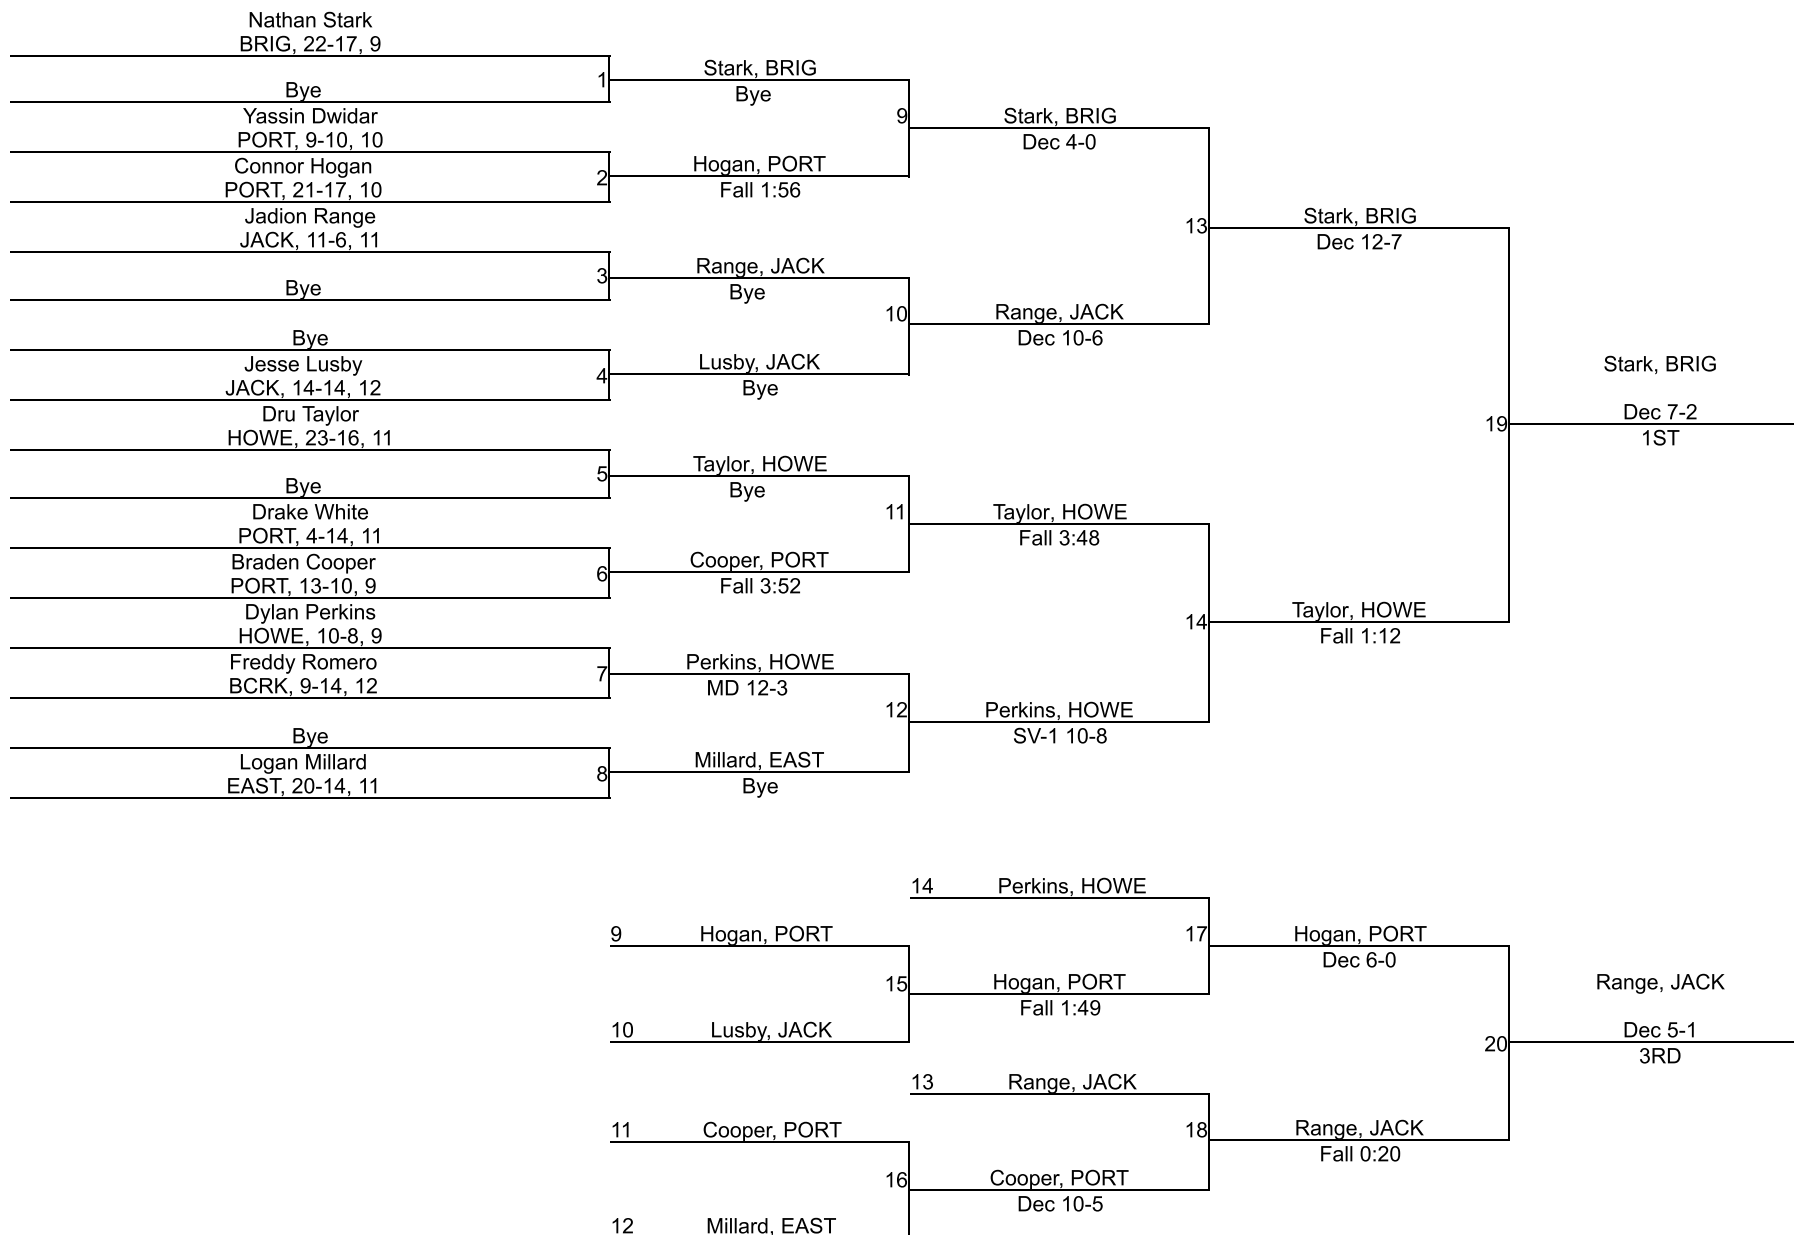 Nathan Stark
BRIG, 22-17, 9
Bye
Yassin Dwidar
PORT, 9-10, 10
Connor Hogan
PORT, 21-17, 10
Jadion Range
JACK, 11-6, 11
Bye
Bye
Jesse Lusby
JACK, 14-14, 12
Dru Taylor
HOWE, 23-16, 11
Bye
Drake White
PORT, 4-14, 11
Braden Cooper
PORT, 13-10, 9
Dylan Perkins
HOWE, 10-8, 9
Freddy Romero
BCRK, 9-14, 12
Bye
Logan Millard
EAST, 20-14, 11
1
Stark, BRIG
Bye
2
Hogan, PORT
Fall 1:56
3
Range, JACK
Bye
4
Lusby, JACK
Bye
5
Taylor, HOWE
Bye
6
Cooper, PORT
Fall 3:52
7
Perkins, HOWE
MD 12-3
8
Millard, EAST
Bye
9
Stark, BRIG
Dec 4-0
10
Range, JACK
Dec 10-6
11
Taylor, HOWE
Fall 3:48
12
Perkins, HOWE
SV-1 10-8
13
Stark, BRIG
Dec 12-7
14
Taylor, HOWE
Fall 1:12
19
Stark, BRIG
Dec 7-2
1ST
14 Perkins, HOWE
9 Hogan, PORT
10 Lusby, JACK
15
Hogan, PORT
Fall 1:49
17
Hogan, PORT
Dec 6-0
13 Range, JACK
11 Cooper, PORT
12 Millard, EAST
16
Cooper, PORT
Dec 10-5
18
Range, JACK
Fall 0:20
20
Range, JACK
Dec 5-1
3RD